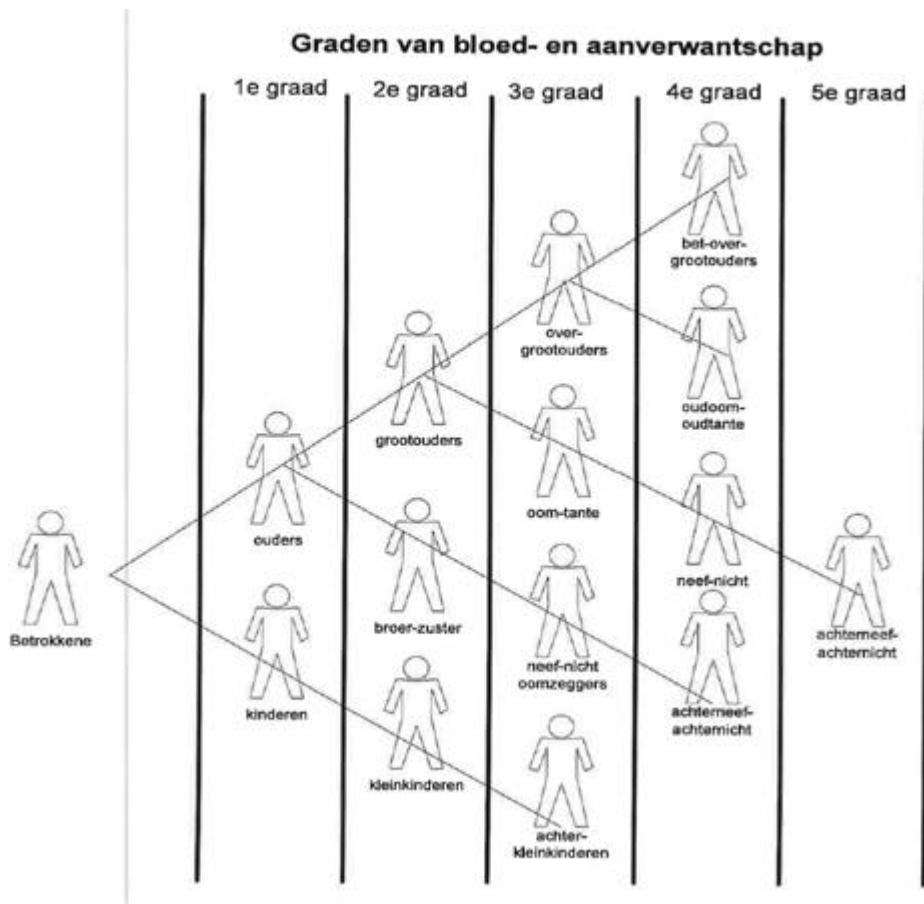 Graden van bloed- en aanverwantschap
1e graad
2e graad
3e graad
4e graad
5e graad
bet-over-
grootouders
over-
grootouders
oudoom-
oudtante
grootouders
oom-tante
ouders
neef-nicht
Betrokkene
broer-zuster
achterneef-
achternicht
neef-nicht
oomzeggers
kinderen
achterneef-
achternicht
kleinkinderen
achter-
kleinkinderen